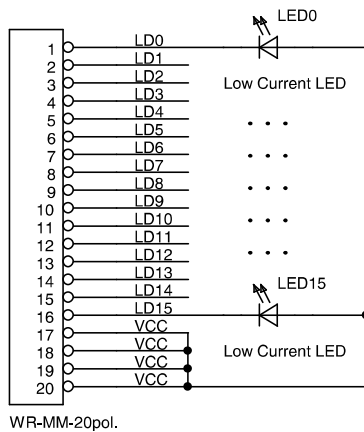 LED0
1 LD0
2 LD1
Low Current LED
3 LD2
4 LD3
5 LD4
6 LD5
7 LD6
8 LD7
9 LD8
10 LD9
11 LD10
12 LD11
13 LD12
14 LD13
LED15
15 LD14
16 LD15
17 VCC
18 VCC
Low Current LED
19 VCC
20 VCC
WR-MM-20pol.